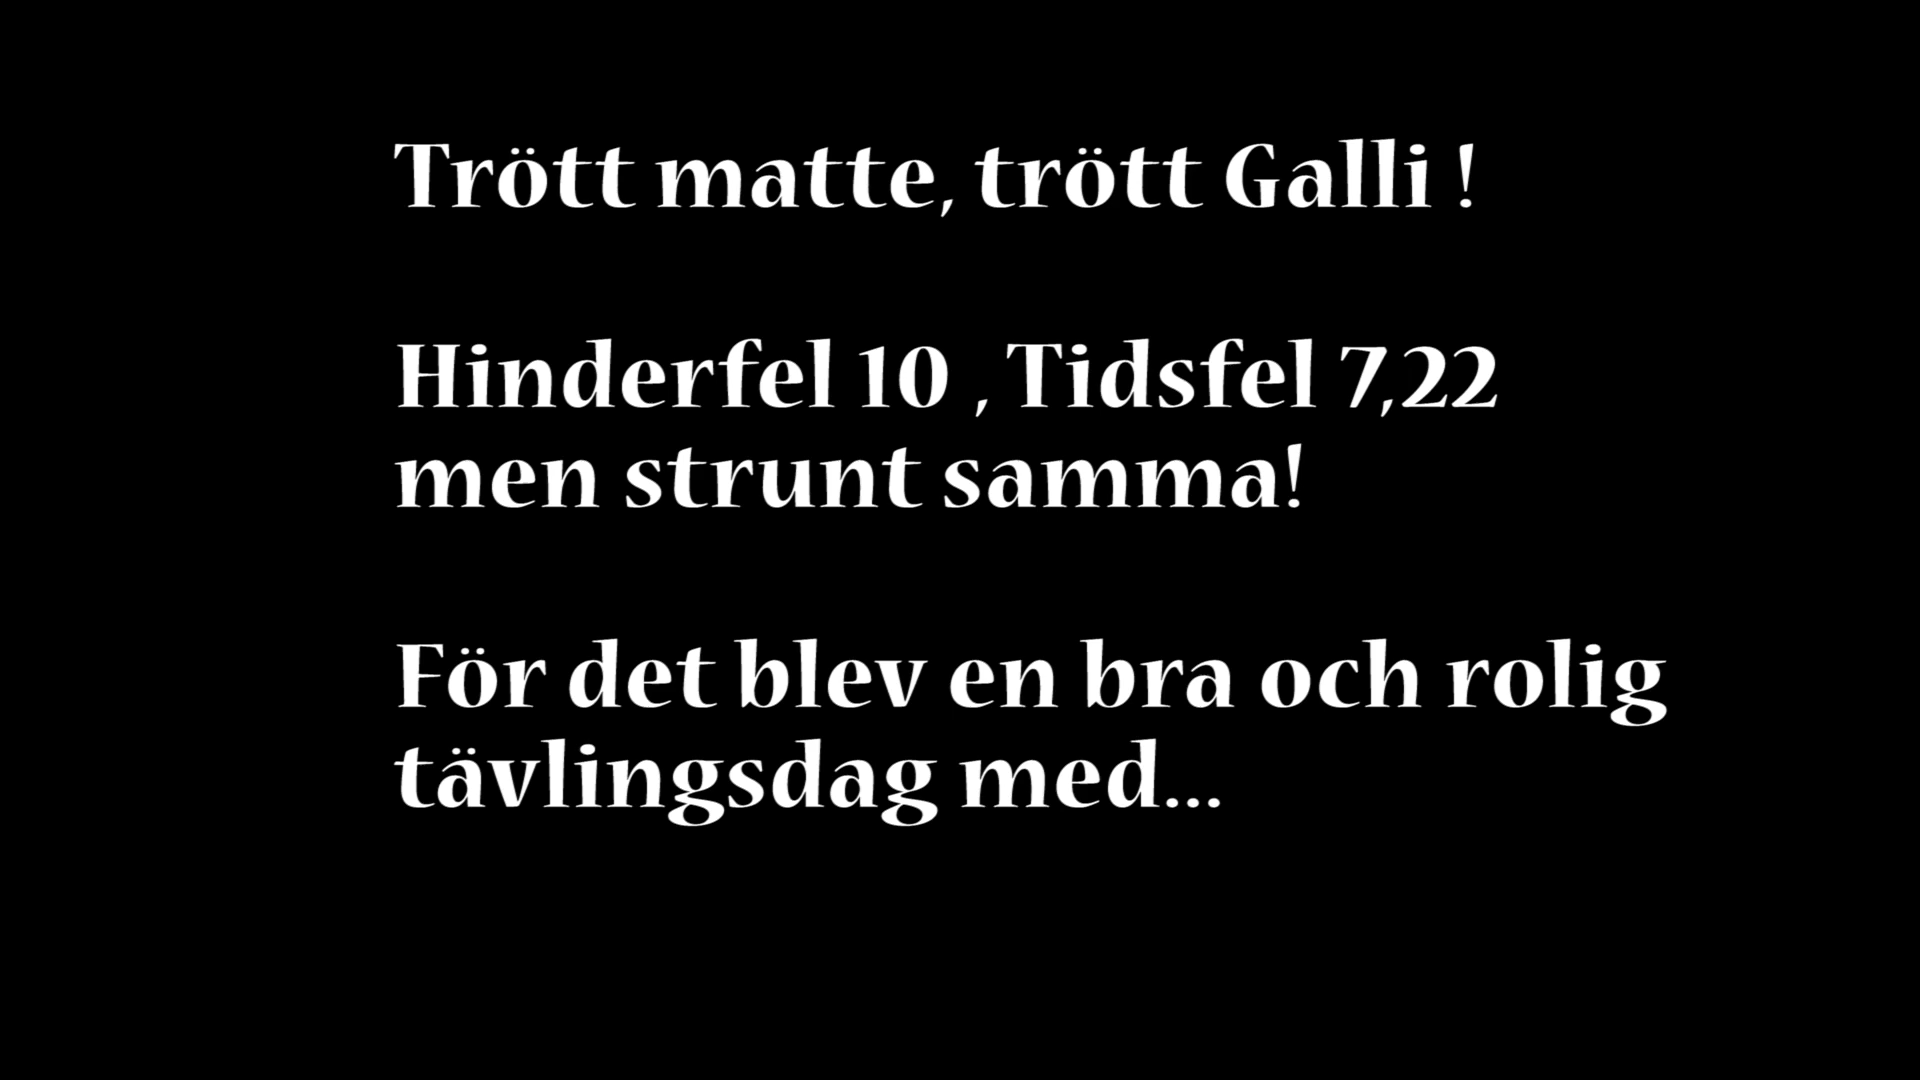 Trött matte, trött Galli !
Hinderfel 10 , Tidsfel 7,22
men strunt samma!
För det blev en bra och rolig
tävlingsdag med...